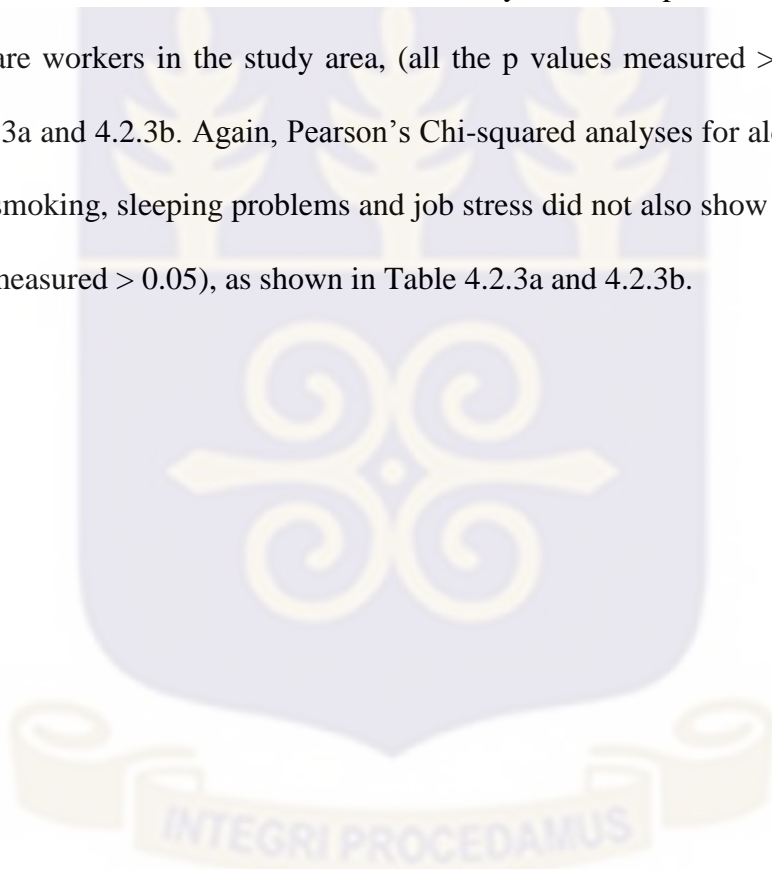 are workers in the study area, (all the p values measured >
3a and 4.2.3b. Again, Pearson’s Chi-squared analyses for
smoking, sleeping problems and job stress did not also show
measured > 0.05), as shown in Table 4.2.3a and 4.2.3b.
INTEGRI PROCEDAMUS